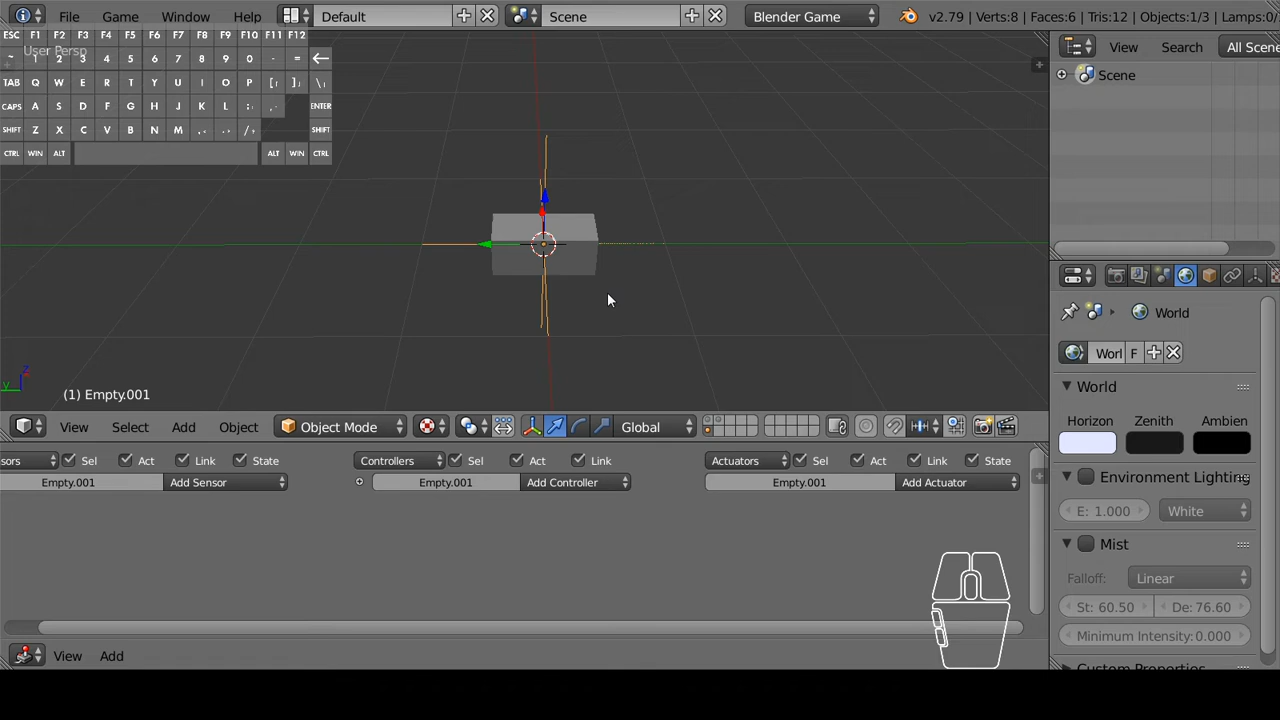 File Game Window Help Default Scene Blender Game v2.79 | Verts:8 | Faces:6 | Tris:12 | Objects:1/3 | Lamps:0/
ESC F1 F2 F3 F4 F5 F6 F7 F8 F9 F10 F11 F12
User Persp
~ 1 2 3 4 5 6 7 8 9 0 - =
TAB Q W E R T Y U I O P [ ] \
CAPS A S D F G H J K L ; ENTER
SHIFT Z X C V B N M , . / SHIFT
CTRL WIN ALT ALT WIN CTRL
View Search All Scene
Scene
y z
(1) Empty.001
View Select Add Object Object Mode Global
sors Sel Act Link State Controllers Sel Act Link Actuators Sel Act Link State
Empty.001 Add Sensor Empty.001 Add Controller Empty.001 Add Actuator
View Add
World
Worl F
World
Horizon Zenith Ambien
Environment Lighting
E: 1.000 White
Mist
Falloff: Linear
St: 60.50 De: 76.60
Minimum Intensity: 0.000
Custom Properties